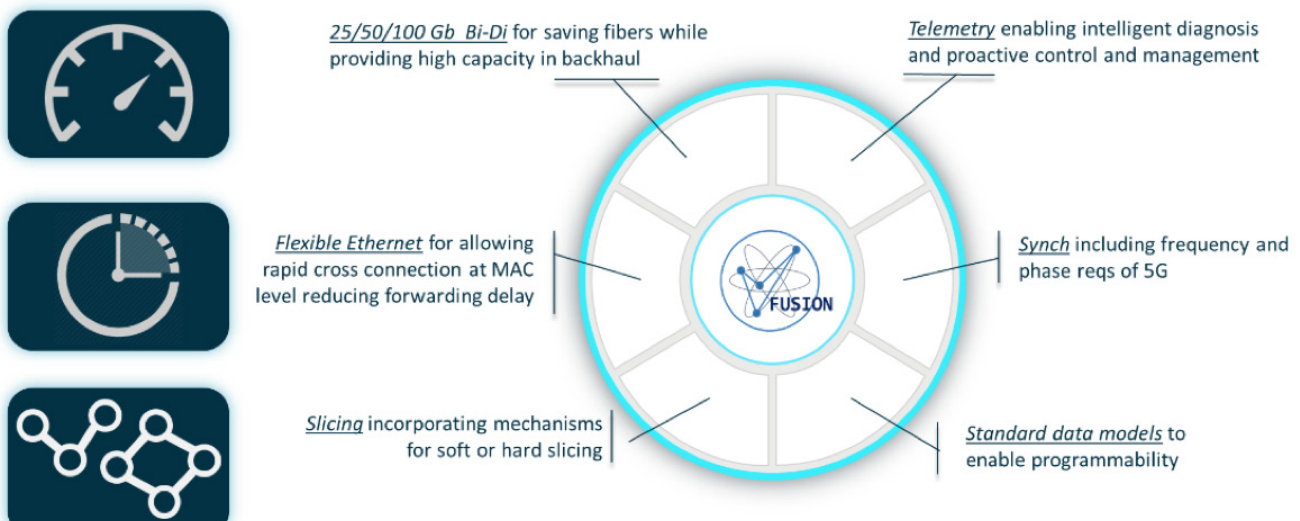 25/50/100 Gb Bi-Di for saving fibers while
providing high capacity in backhaul
Telemetry enabling intelligent diagnosis
and proactive control and management
Flexible Ethernet for allowing
rapid cross connection at MAC
level reducing forwarding delay
FUSION
Synch including frequency and
phase reqs of 5G
Slicing incorporating mechanisms
for soft or hard slicing
Standard data models to
enable programmability